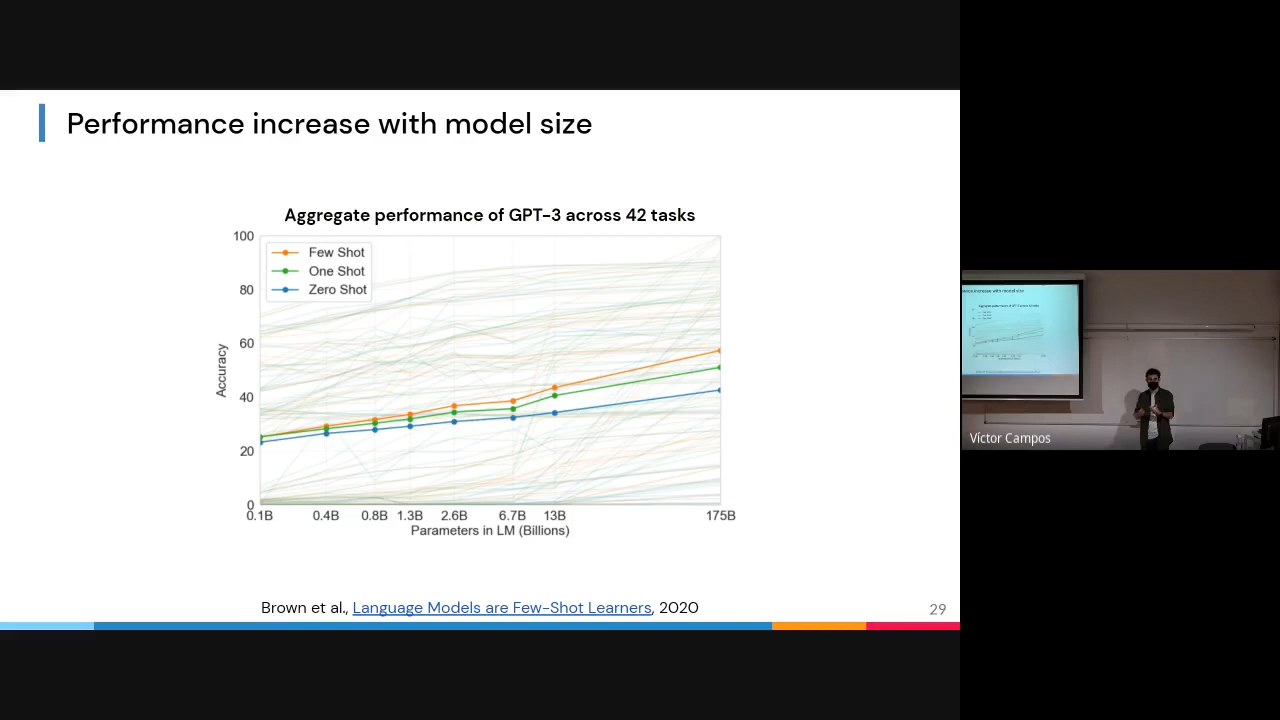 Performance increase with model size
Aggregate performance of GPT-3 across 42 tasks
100
80
60
40
20
0
Accuracy
Few Shot
One Shot
Zero Shot
0.1B 0.4B 0.8B 1.3B 2.6B 6.7B 13B 175B
Parameters in LM (Billions)
Brown et al., Language Models are Few-Shot Learners, 2020
29
Víctor Campos